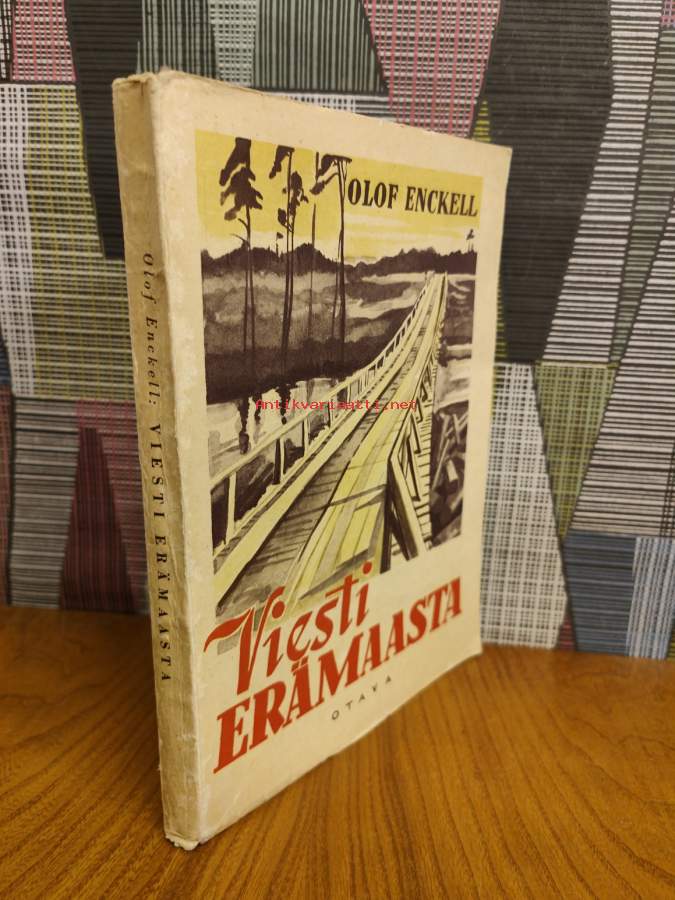 Olof Enckell: VIESTI ERÄMAASTA
OLOF ENCKELL
Antikvariaatti.net
Viesti
ERÄMAASTA
OTAVA